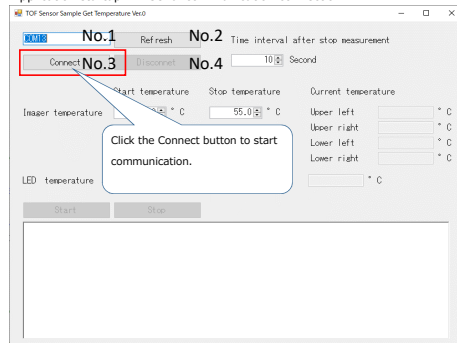 TOF Sensor Sample Get Temperature Ver.0
COM13 No.1 Refresh No.2 Time interval after stop measurement
Connect No.3 Disconnet No.4 10 Second
Start temperature Stop temperature Current temperature
Imager temperature ° C 55.0 ° C Upper left ° C
Upper right ° C
Lower left ° C
Lower right ° C
Click the Connect button to start
communication.
LED temperature ° C
Start Stop